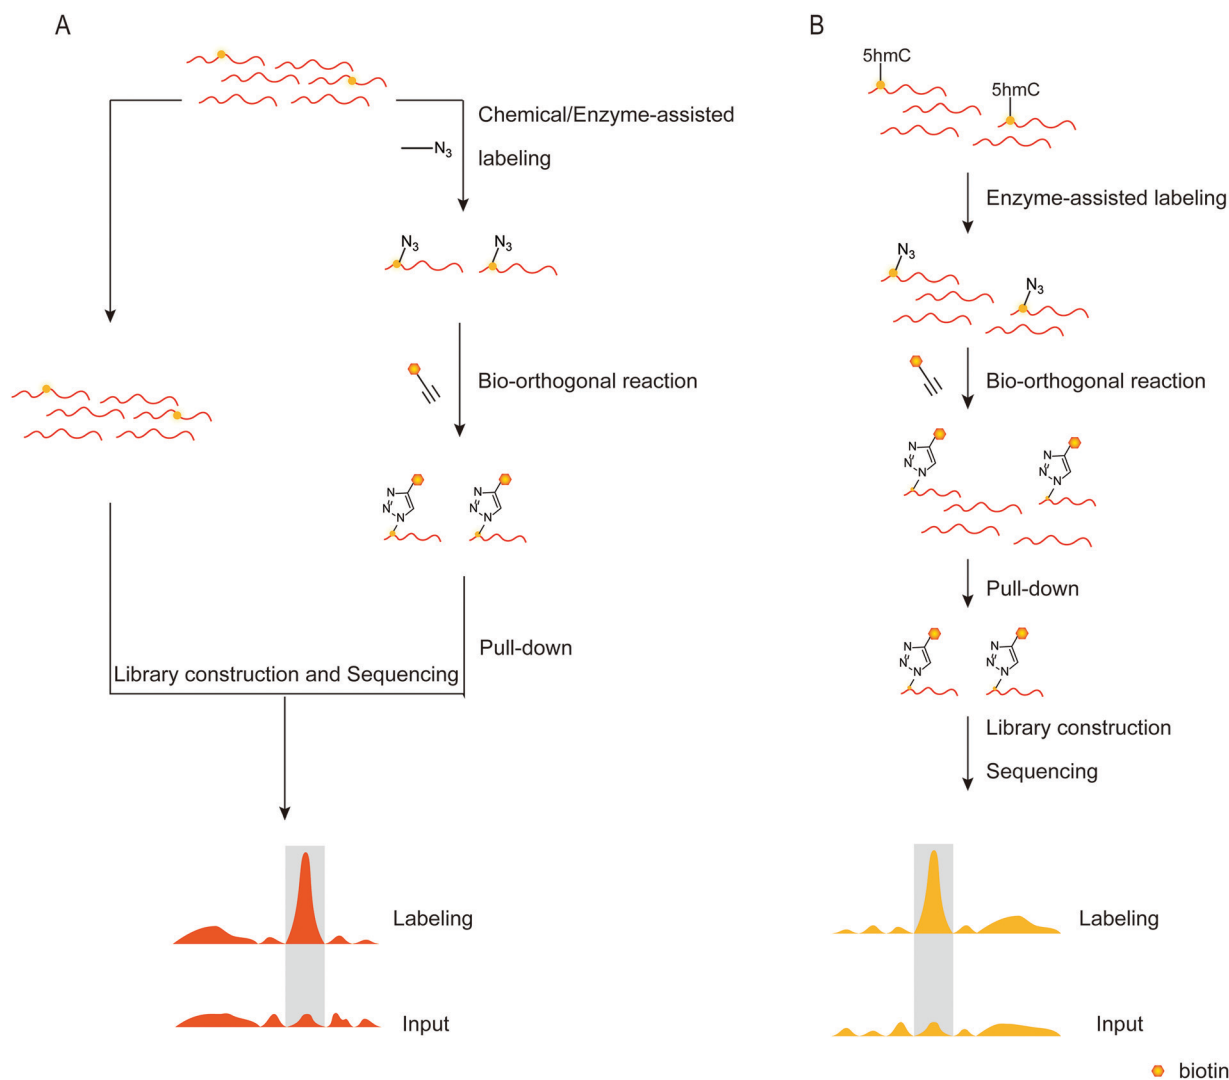 A
Chemical/Enzyme-assisted
N3
labeling
N3
N3
Bio-orthogonal reaction
N
N
N
N
N
N
Pull-down
Library construction and Sequencing
Labeling
Input
B
5hmC
5hmC
Enzyme-assisted labeling
N3
N3
Bio-orthogonal reaction
N
N
N
N
N
N
Pull-down
N
N
N
N
N
N
Library construction
Sequencing
Labeling
Input
biotin